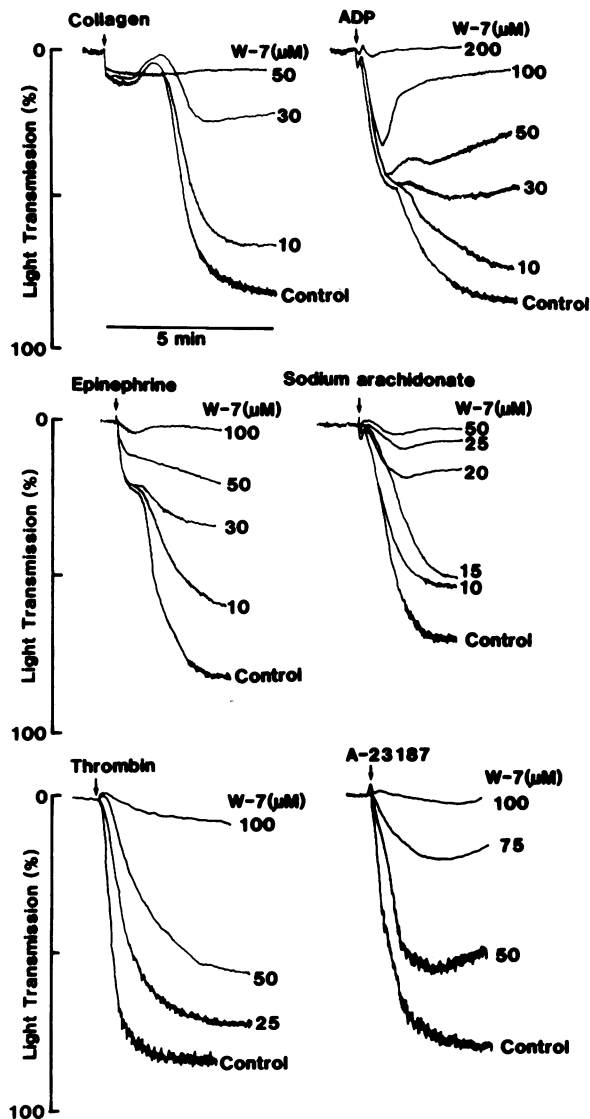 Collagen
ADP
W-7(μM)
W-7(μM)
0
200
50
100
30
50
30
10
10
Control
Control
Light Transmission (%)
5 min
100
Epinephrine
Sodium arachidonate
W-7(μM)
W-7(μM)
0
100
50
25
50
20
30
10
15
10
Control
Control
Light Transmission (%)
100
Thrombin
A-23187
W-7(μM)
W-7(μM)
0
100
100
75
50
50
25
Control
Control
Light Transmission (%)
100